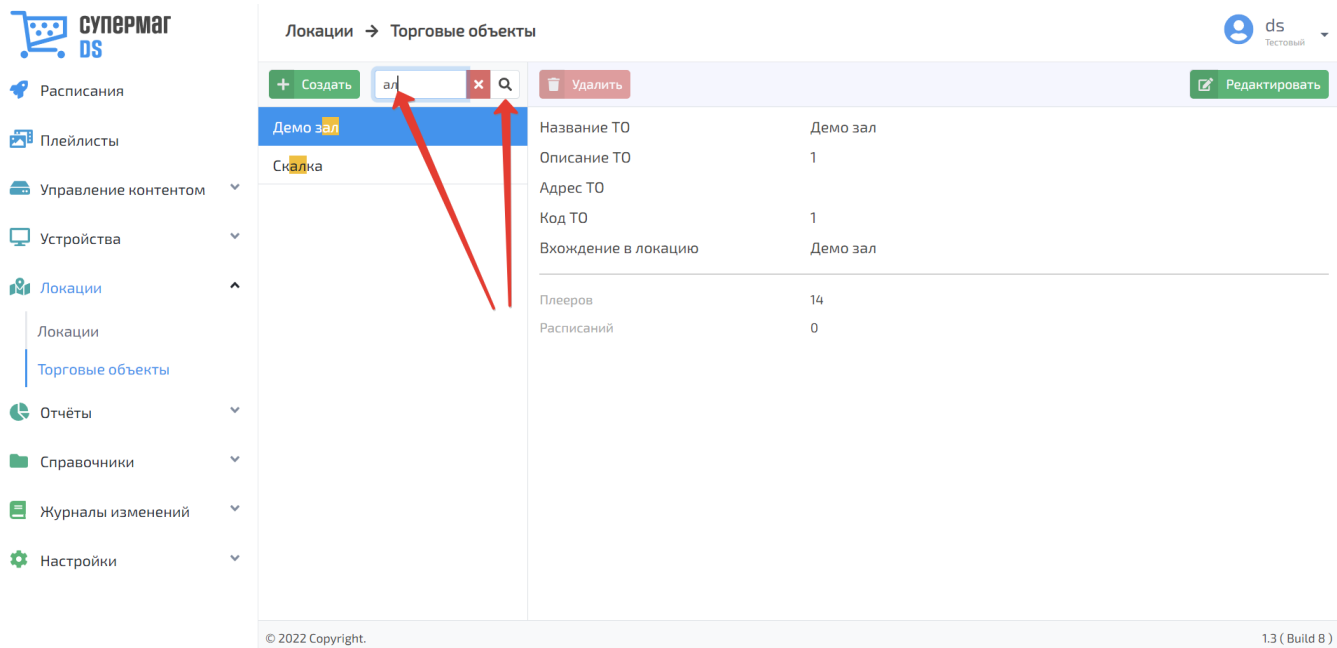 СУПЕРМАГ
DS
Локации → Торговые объекты
ds
Тестовый
Расписания
Плейлисты
Управление контентом
Устройства
Локации
Локации
Торговые объекты
Отчёты
Справочники
Журналы изменений
Настройки
+ Создать
ал
Удалить
Редактировать
Демо зал
Скалка
Название ТО Демо зал
Описание ТО 1
Адрес ТО
Код ТО 1
Вхождение в локацию Демо зал
Плееров 14
Расписаний 0
© 2022 Copyright.
1.3 ( Build 8 )